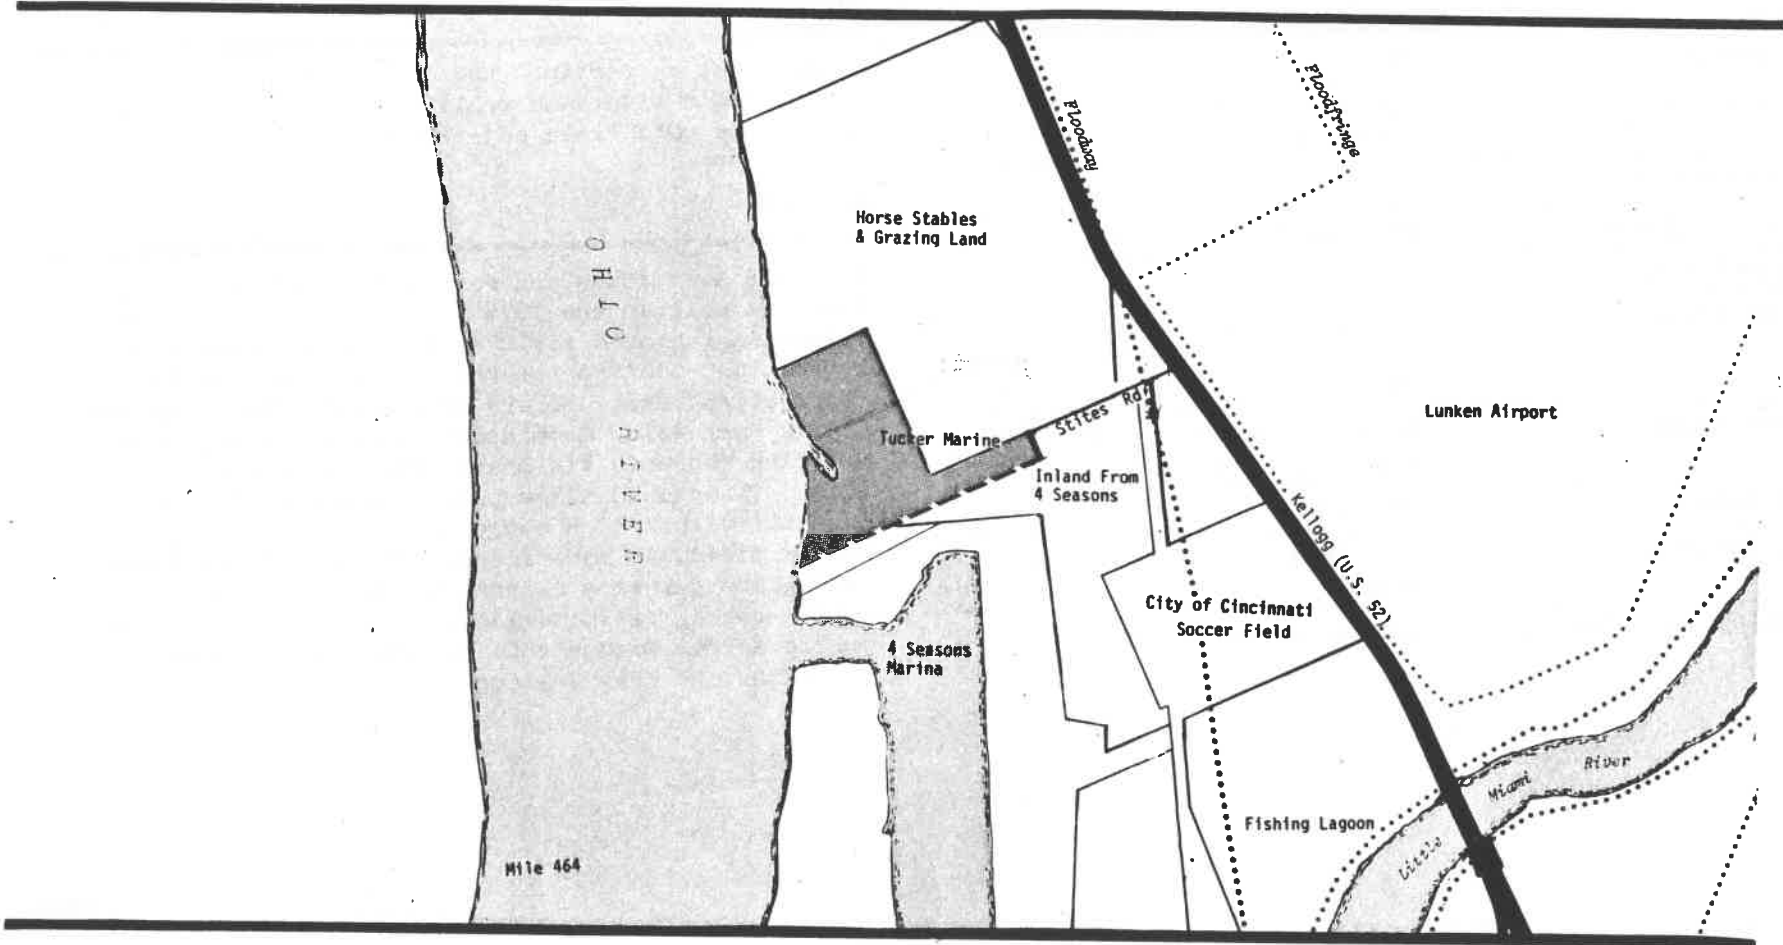 Floodway
Floodfringe
Horse Stables
& Grazing Land
OHIO
RIVER
Lunken Airport
Stites Rd.
Tucker Marine
Inland From
4 Seasons
Kellogg (U.S. 52)
City of Cincinnati
Soccer Field
4 Seasons
Marina
Little Miami River
Fishing Lagoon
Mile 464